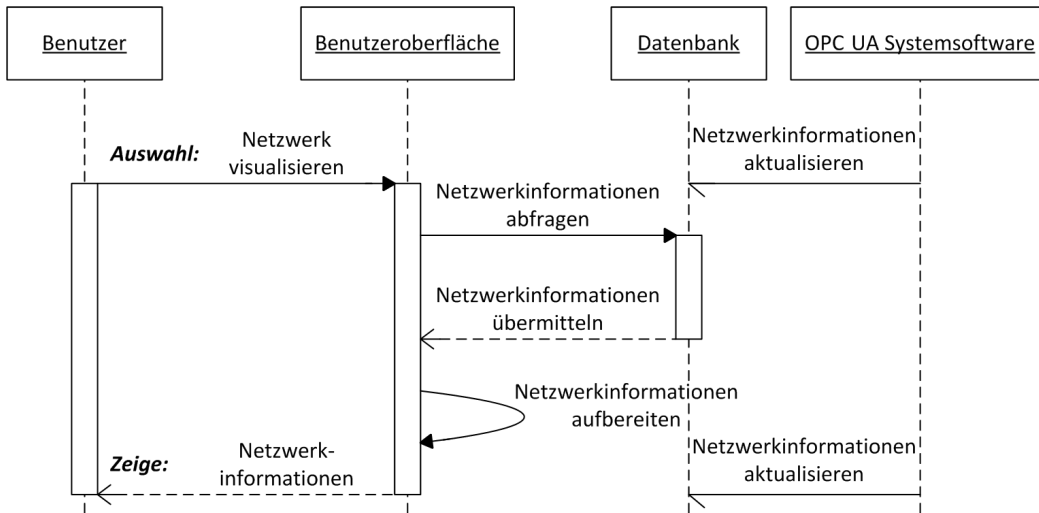 Benutzer
Benutzeroberfläche
Datenbank
OPC UA Systemsoftware
Auswahl:
Netzwerk
visualisieren
Netzwerkinformationen
aktualisieren
Netzwerkinformationen
abfragen
Netzwerkinformationen
übermitteln
Netzwerkinformationen
aufbereiten
Zeige:
Netzwerk-
informationen
Netzwerkinformationen
aktualisieren